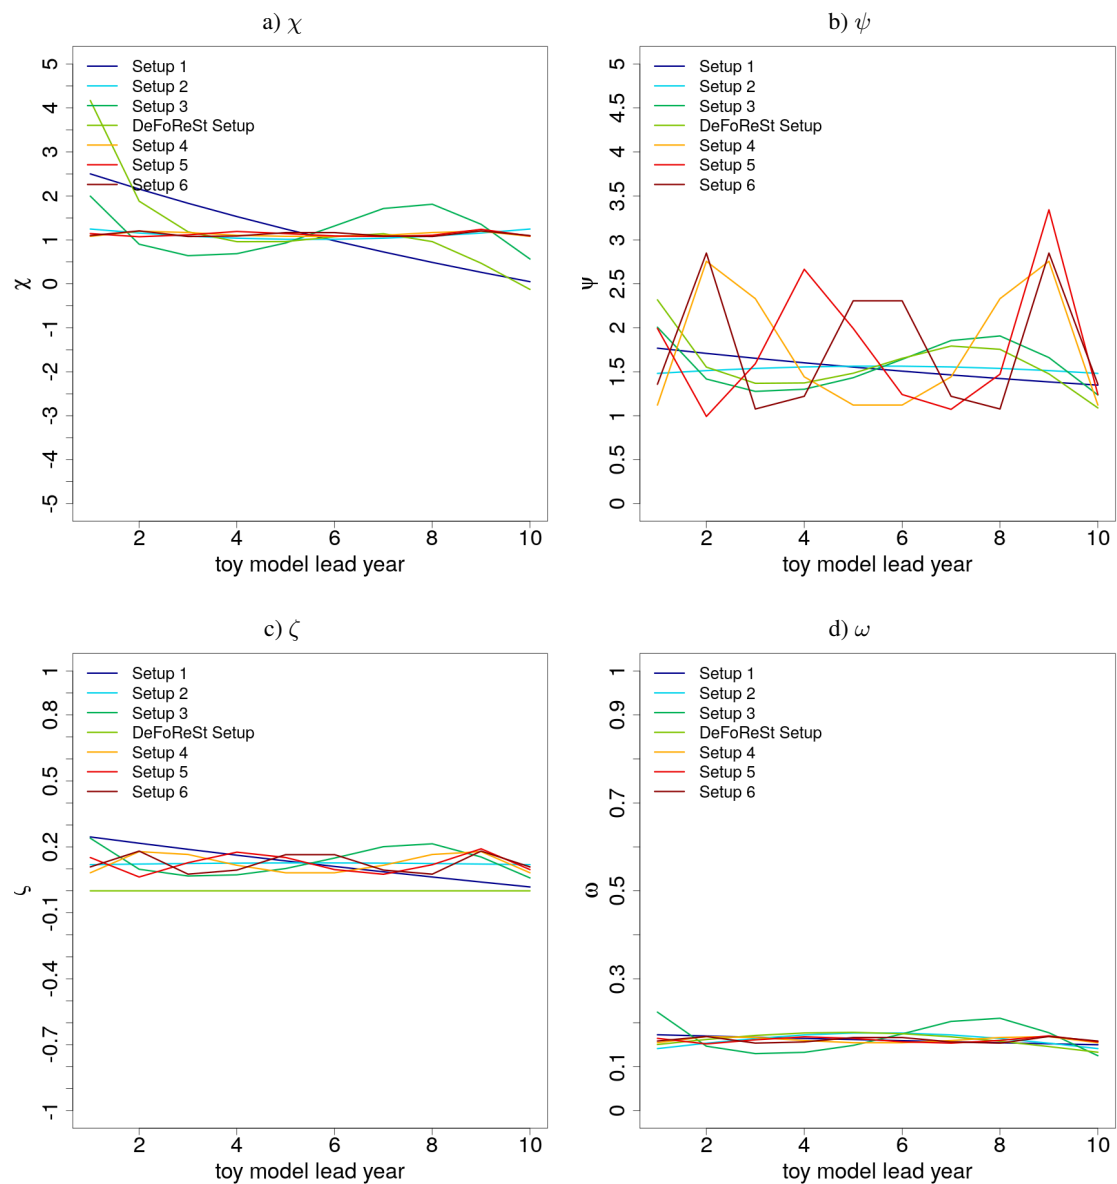 a) χ
5
4
3
2
1
0
-1
-2
-3
-4
-5
χ
Setup 1
Setup 2
Setup 3
DeFoReSt Setup
Setup 4
Setup 5
Setup 6
2 4 6 8 10
toy model lead year
b) ψ
5
4.5
4
3.5
3
2.5
2
1.5
1
0.5
0
ψ
Setup 1
Setup 2
Setup 3
DeFoReSt Setup
Setup 4
Setup 5
Setup 6
2 4 6 8 10
toy model lead year
c) ζ
1
0.8
0.5
0.2
-0.1
-0.4
-0.7
-1
ζ
Setup 1
Setup 2
Setup 3
DeFoReSt Setup
Setup 4
Setup 5
Setup 6
2 4 6 8 10
toy model lead year
d) ω
1
0.9
0.7
0.5
0.3
0.1
0
ω
Setup 1
Setup 2
Setup 3
DeFoReSt Setup
Setup 4
Setup 5
Setup 6
2 4 6 8 10
toy model lead year